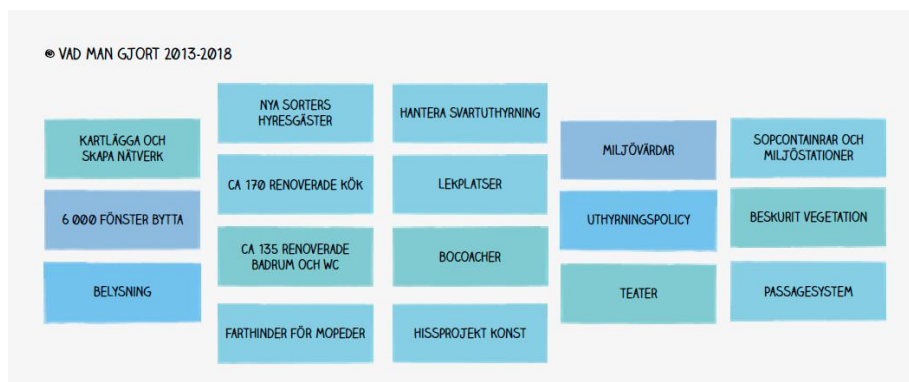 VAD MAN GJORT 2013-2018
KARTLÄGGA OCH
SKAPA NÄTVERK
6 000 FÖNSTER BYTTA
BELYSNING
NYA SORTERS
HYRESGÄSTER
CA 170 RENOVERADE KÖK
CA 135 RENOVERADE
BADRUM OCH WC
FARTHINDER FÖR MOPEDER
HANTERA SVARTUTHYRNING
LEKPLATSER
BOCOACHER
HISSPROJEKT KONST
MILJÖVÄRDAR
UTHYRNINGSPOLICY
TEATER
SOPCONTAINRAR OCH
MILJÖSTATIONER
BESKURIT VEGETATION
PASSAGESYSTEM